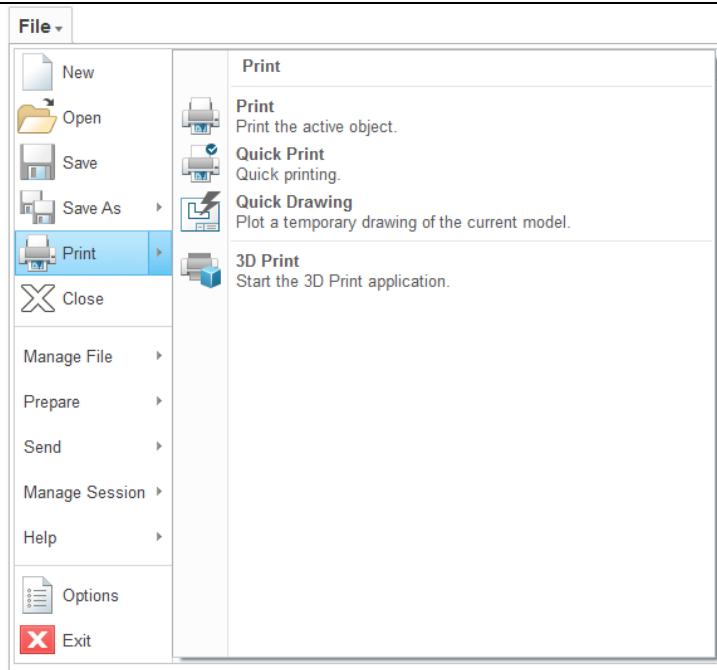 File
New
Open
Save
Save As
Print
Close
Manage File
Prepare
Send
Manage Session
Help
Options
Exit
Print
Print
Print the active object.
Quick Print
Quick printing.
Quick Drawing
Plot a temporary drawing of the current model.
3D Print
Start the 3D Print application.